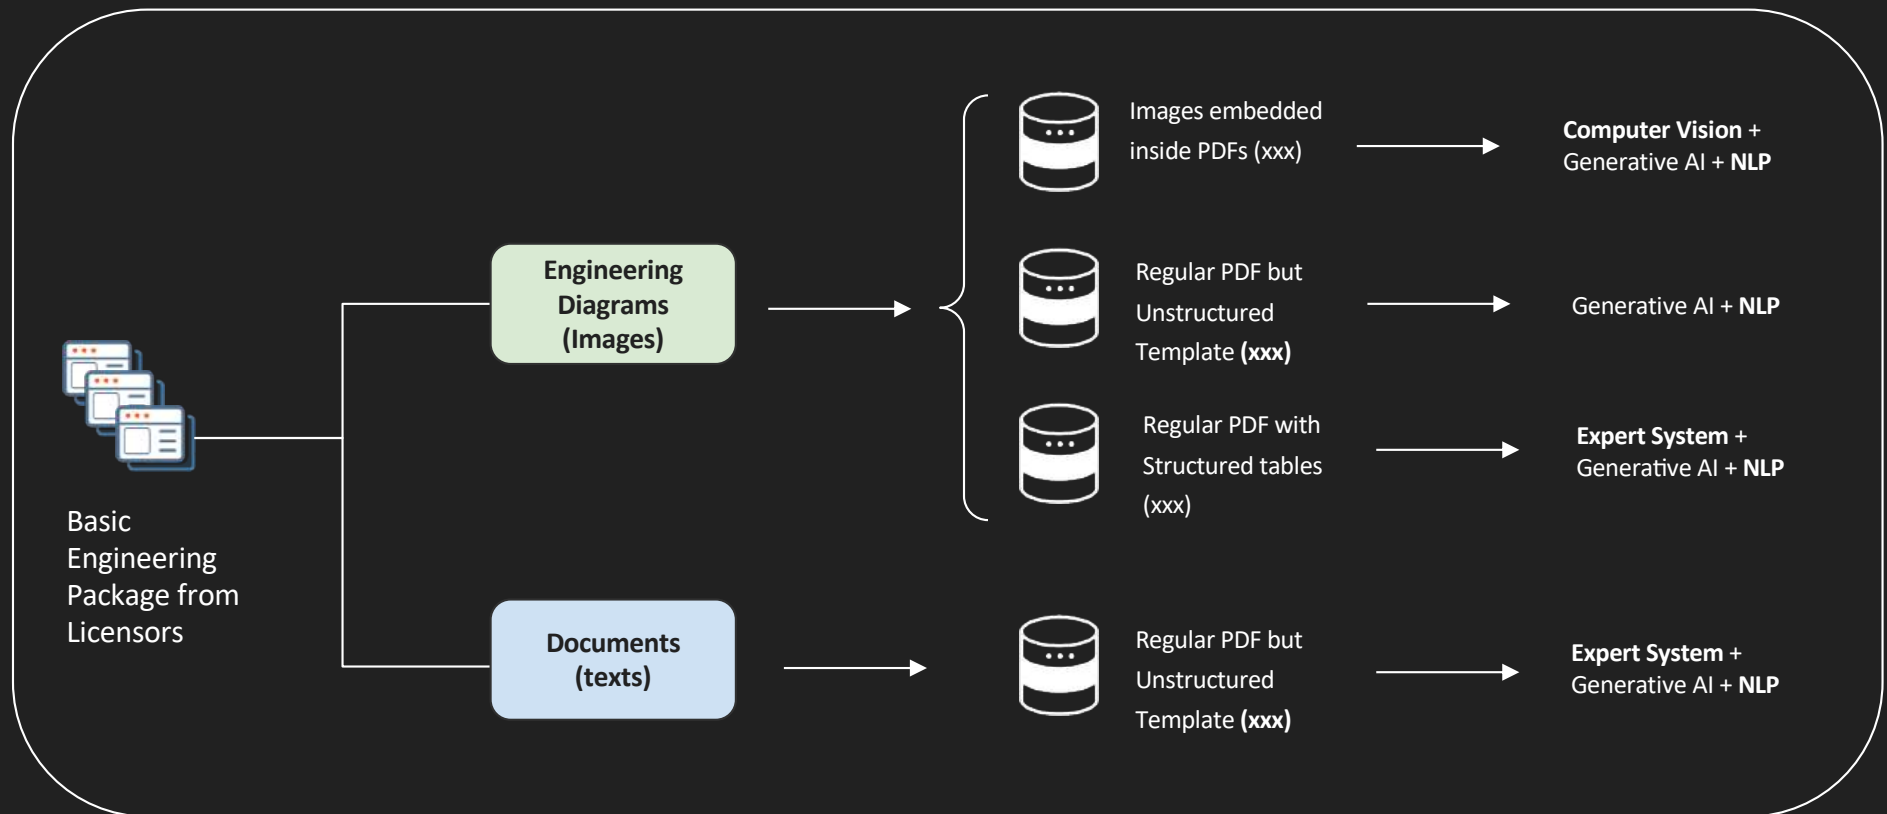 Basic
Engineering
Package from
Licensors
Engineering
Diagrams
(Images)
Images embedded
inside PDFs (xxx)
Computer Vision +
Generative AI + NLP
Regular PDF but
Unstructured
Template (xxx)
Generative AI + NLP
Regular PDF with
Structured tables
(xxx)
Expert System +
Generative AI + NLP
Documents
(texts)
Regular PDF but
Unstructured
Template (xxx)
Expert System +
Generative AI + NLP